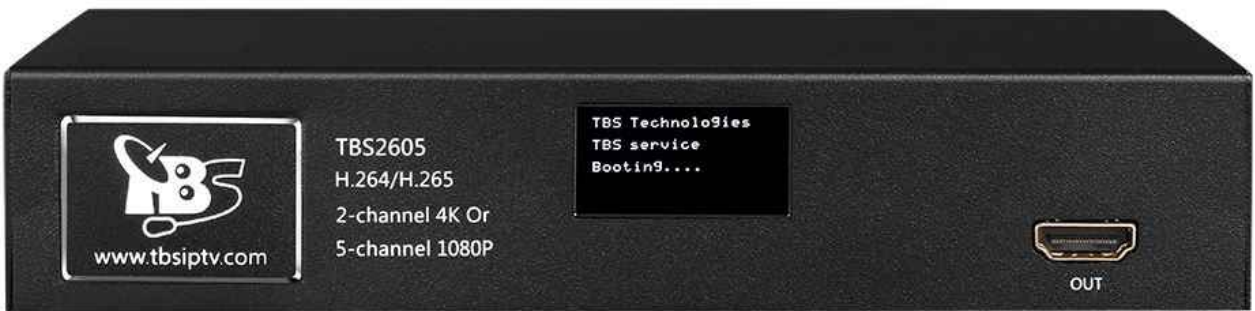 TBS
www.tbsiptv.com
TBS2605
H.264/H.265
2-channel 4K Or
5-channel 1080P
TBS Technologies
TBS service
Booting....
OUT